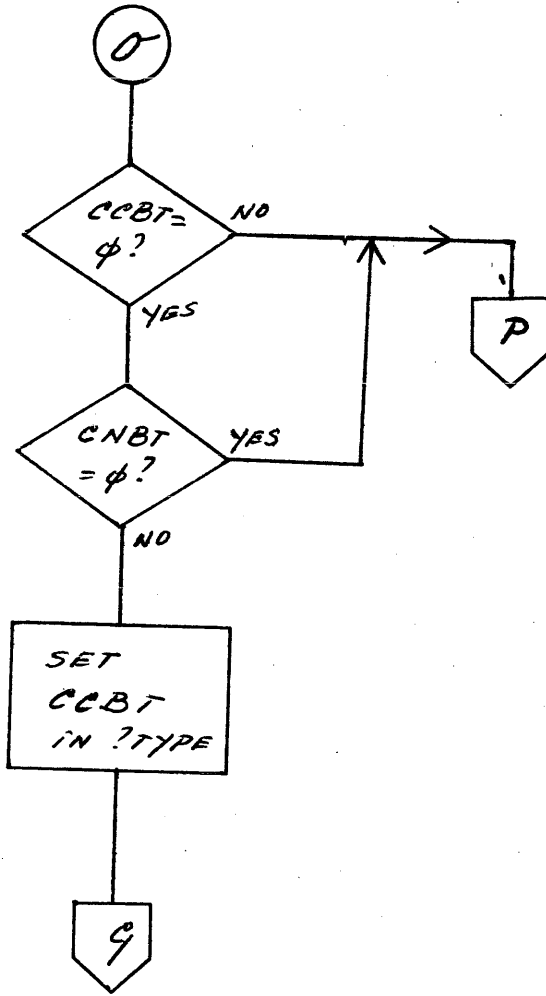 O
CCBT=
φ?
NO
YES
P
CNBT
= φ?
YES
NO
SET
CCBT
IN ?TYPE
G